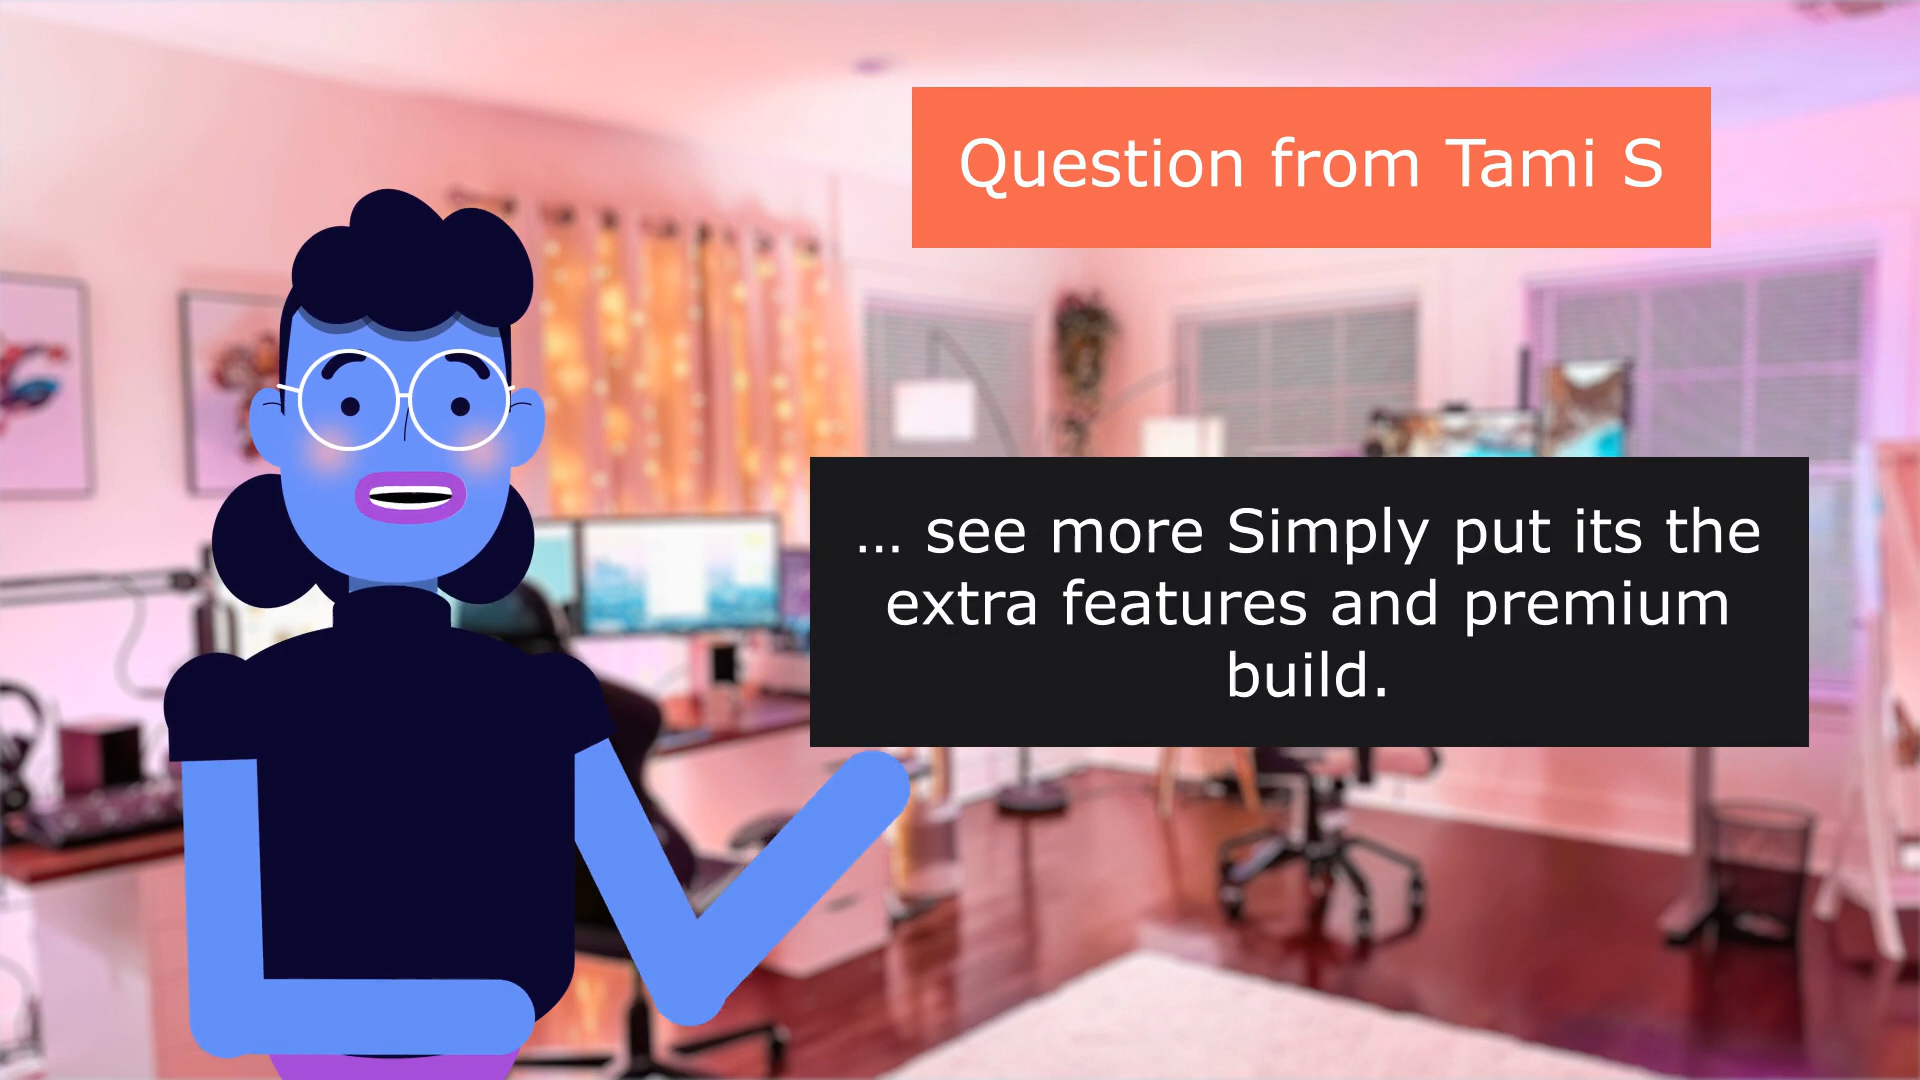 Question from Tami S
... see more Simply put its the
extra features and premium
build.